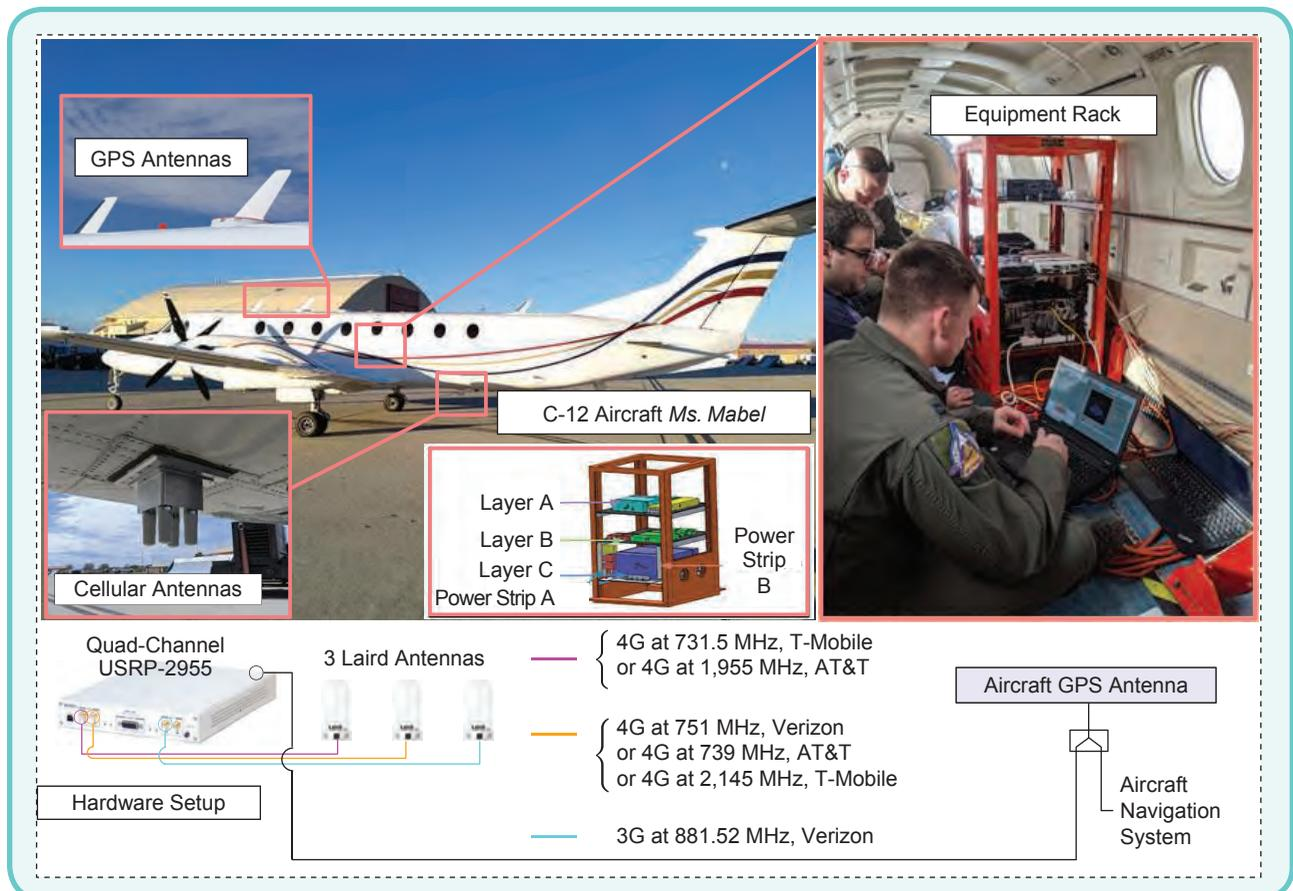 GPS Antennas
Equipment Rack
C-12 Aircraft Ms. Mabel
Cellular Antennas
Layer A
Layer B
Layer C
Power Strip A
Power
Strip
B
Quad-Channel
USRP-2955
3 Laird Antennas
4G at 731.5 MHz, T-Mobile
or 4G at 1,955 MHz, AT&T
4G at 751 MHz, Verizon
or 4G at 739 MHz, AT&T
or 4G at 2,145 MHz, T-Mobile
3G at 881.52 MHz, Verizon
Aircraft GPS Antenna
Aircraft
Navigation
System
Hardware Setup